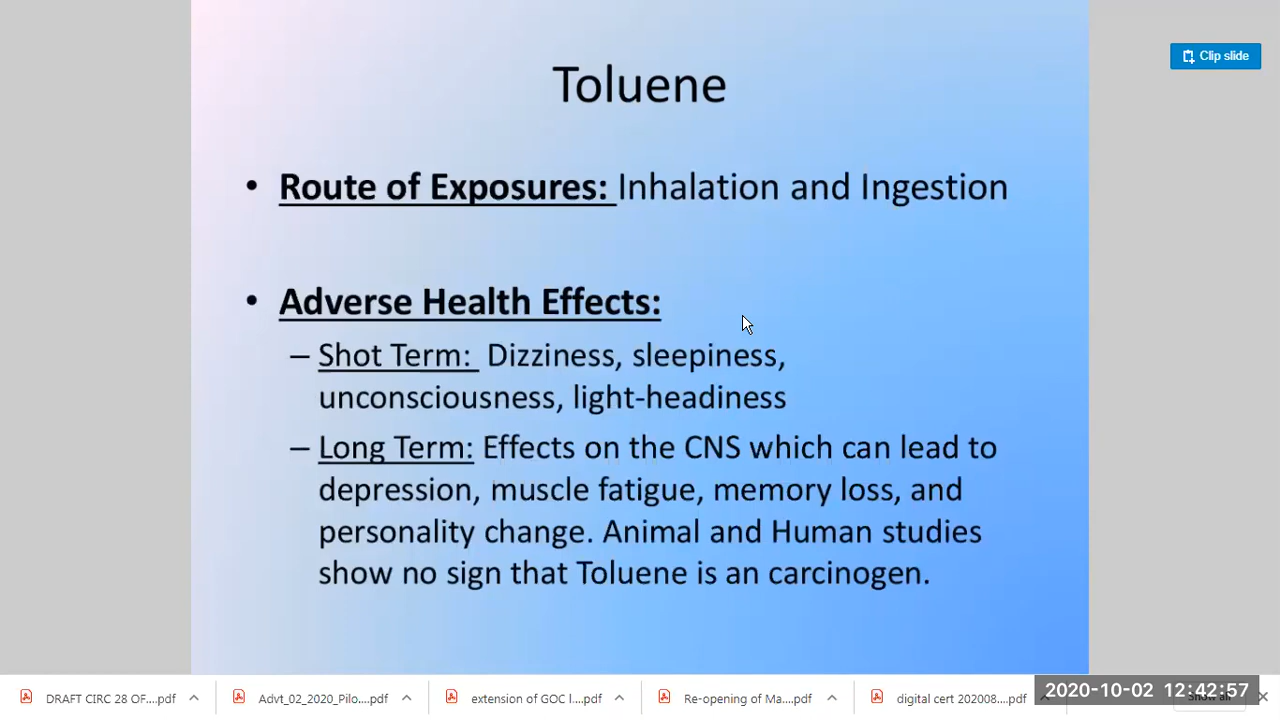 Clip slide
Toluene
• Route of Exposures: Inhalation and Ingestion
• Adverse Health Effects:
– Shot Term: Dizziness, sleepiness,
unconsciousness, light-headiness
– Long Term: Effects on the CNS which can lead to
depression, muscle fatigue, memory loss, and
personality change. Animal and Human studies
show no sign that Toluene is an carcinogen.
DRAFT CIRC 28 OF....pdf
Advt_02_2020_Pilo....pdf
extension of GOC l....pdf
Re-opening of Ma....pdf
digital cert 202008....pdf
Show all
2020-10-02 12:42:57